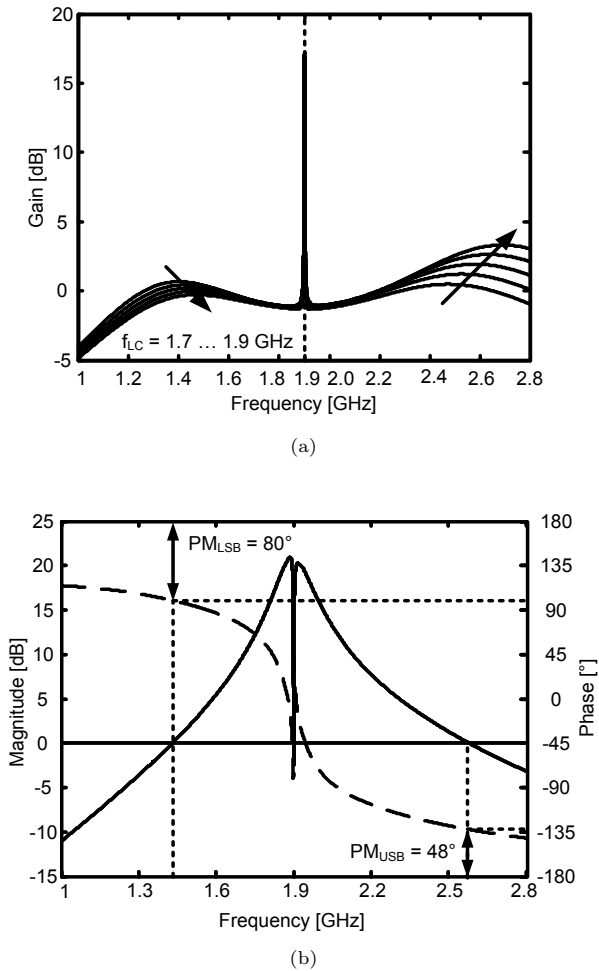 20
15
10
5
0
-5
Gain [dB]
f_LC = 1.7 ... 1.9 GHz
1 1.2 1.4 1.6 1.9 2.0 2.2 2.4 2.6 2.8
Frequency [GHz]
(a)
25 180
20 135
15 90
10 45
5 0
0 -45
-5 -90
-10 -135
-15 -180
Magnitude [dB]
Phase [°]
PM_LSB = 80°
PM_USB = 48°
1 1.3 1.6 1.9 2.2 2.5 2.8
Frequency [GHz]
(b)